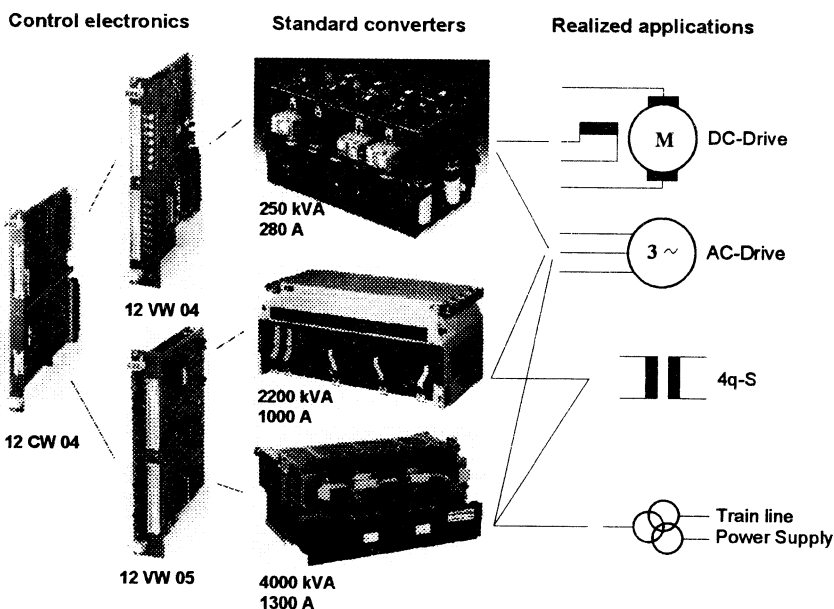 Control electronics
Standard converters
Realized applications
M
DC-Drive
250 kVA
280 A
3 ~
AC-Drive
12 VW 04
4q-S
2200 kVA
1000 A
12 CW 04
Train line
Power Supply
12 VW 05
4000 kVA
1300 A